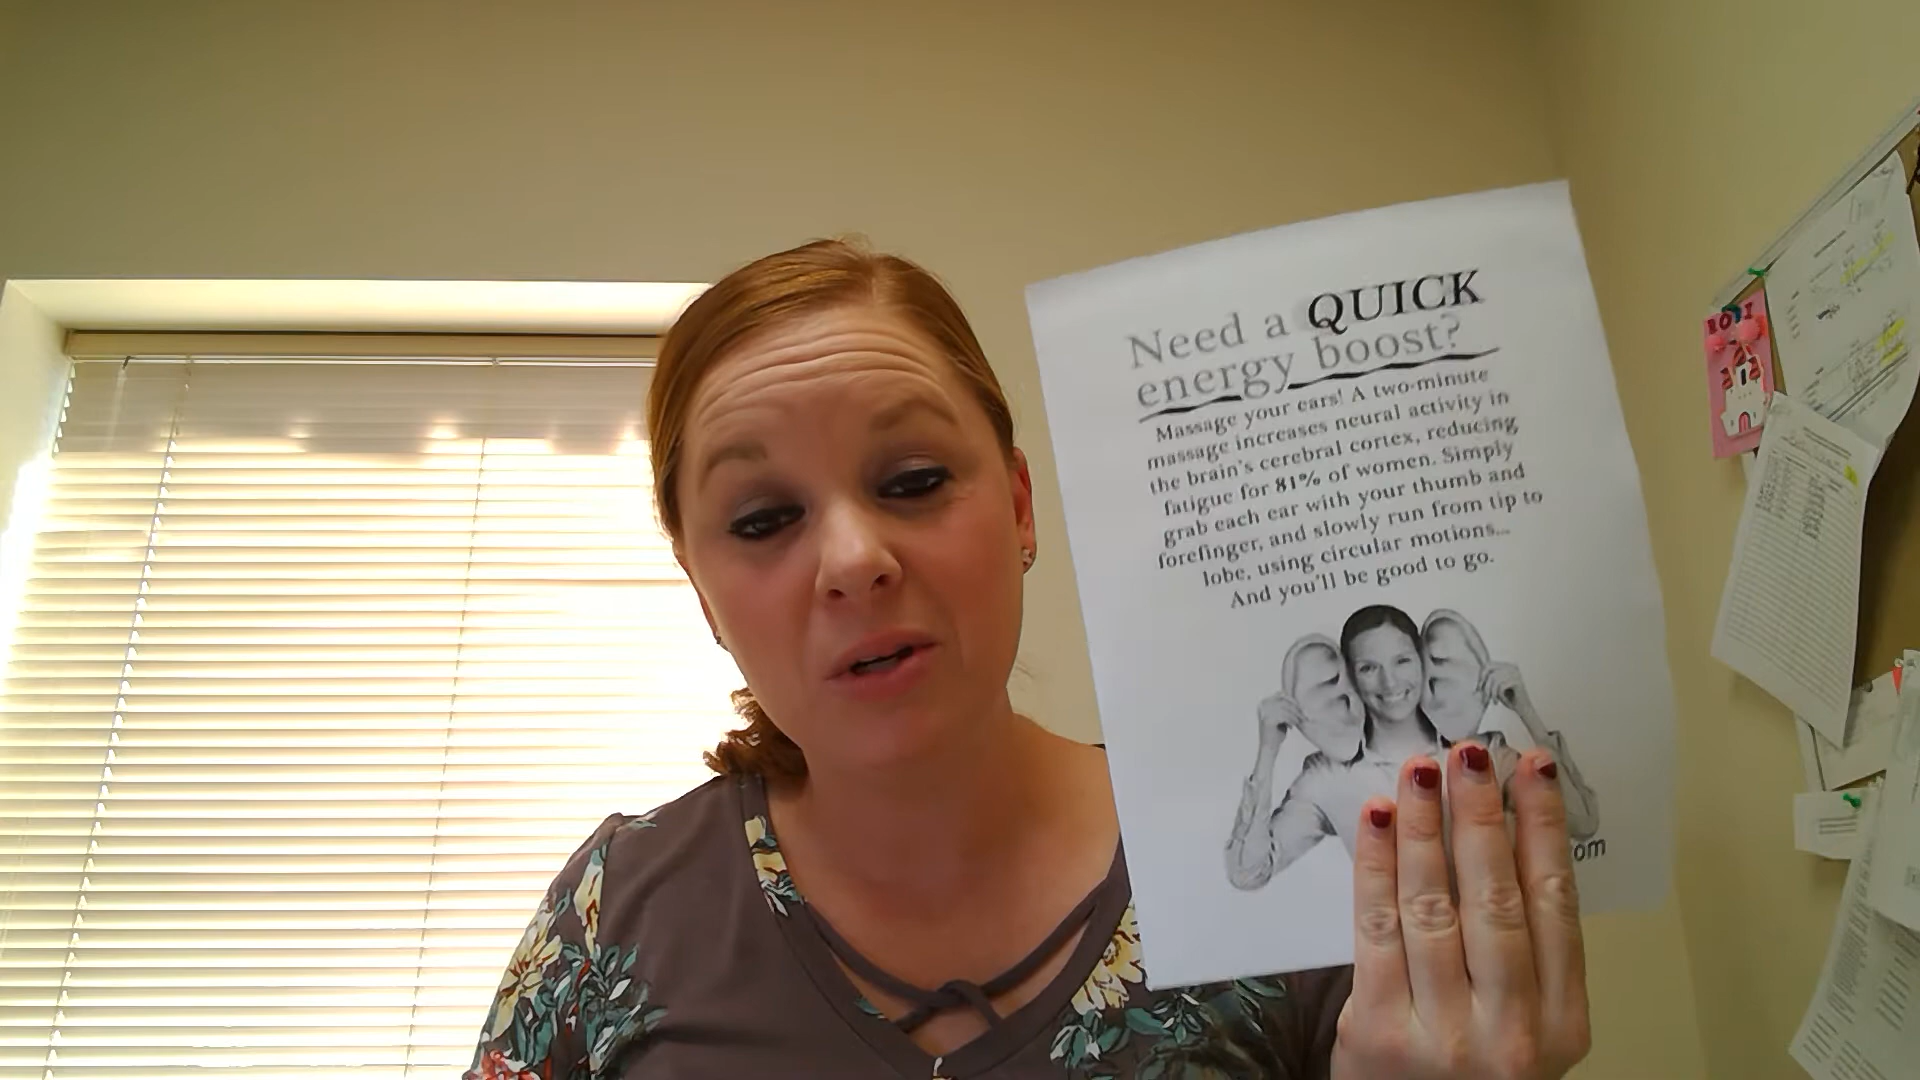 Need a QUICK
energy boost?
Massage your ears! A two-minute
massage increases neural activity in
the brain's cerebral cortex, reducing
fatigue for 81% of women. Simply
grab each ear with your thumb and
forefinger, and slowly run from tip to
lobe, using circular motions...
And you'll be good to go.
om
ROSY